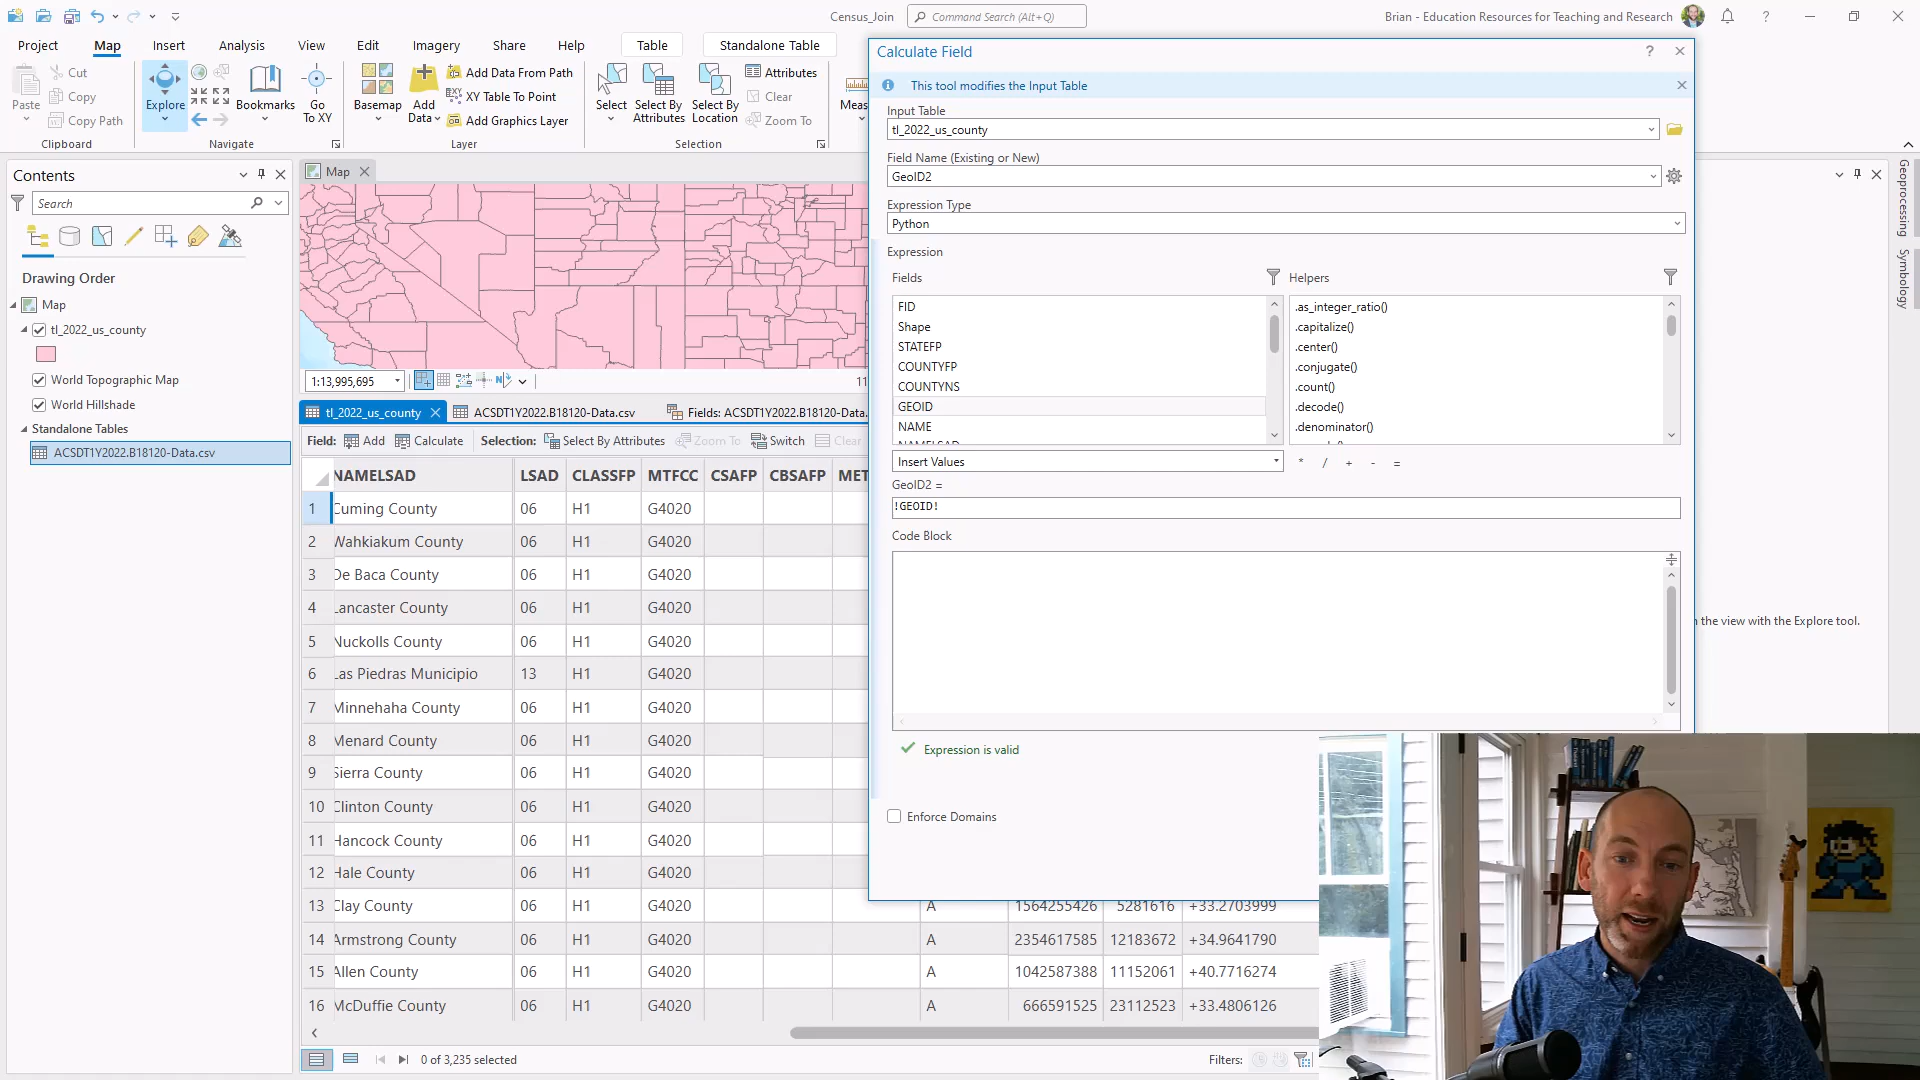 Census_Join
Command Search (Alt+Q)
Brian - Education Resources for Teaching and Research
?
Project
Map
Insert
Analysis
View
Edit
Imagery
Share
Help
Table
Standalone Table
Paste
Cut
Copy
Copy Path
Clipboard
Explore
Bookmarks
Go To XY
Navigate
Basemap
Add Data
Add Data From Path
XY Table To Point
Add Graphics Layer
Layer
Select
Select By Attributes
Select By Location
Attributes
Clear
Zoom To
Selection
Meas
Contents
Search
Drawing Order
Map
tl_2022_us_county
World Topographic Map
World Hillshade
Standalone Tables
ACSDT1Y2022.B18120-Data.csv
Map
1:13,995,695
11
tl_2022_us_county
ACSDT1Y2022.B18120-Data.csv
Fields: ACSDT1Y2022.B18120-Data.
Field:
Add
Calculate
Selection:
Select By Attributes
Zoom To
Switch
Clear
NAMELSAD LSAD CLASSFP MTFCC CSAFP CBSAFP MET
1 Cuming County 06 H1 G4020
2 Wahkiakum County 06 H1 G4020
3 De Baca County 06 H1 G4020
4 Lancaster County 06 H1 G4020
5 Nuckolls County 06 H1 G4020
6 Las Piedras Municipio 13 H1 G4020
7 Minnehaha County 06 H1 G4020
8 Menard County 06 H1 G4020
9 Sierra County 06 H1 G4020
10 Clinton County 06 H1 G4020
11 Hancock County 06 H1 G4020
12 Hale County 06 H1 G4020
13 Clay County 06 H1 G4020 A 1564255426 5281616 +33.2703999
14 Armstrong County 06 H1 G4020 A 2354617585 12183672 +34.9641790
15 Allen County 06 H1 G4020 A 1042587388 11152061 +40.7716274
16 McDuffie County 06 H1 G4020 A 666591525 23112523 +33.4806126
0 of 3,235 selected
Filters:
Calculate Field
?
This tool modifies the Input Table
Input Table
tl_2022_us_county
Field Name (Existing or New)
GeoID2
Expression Type
Python
Expression
Fields
Helpers
FID
Shape
STATEFP
COUNTYFP
COUNTYNS
GEOID
NAME
NAMELSAD
.as_integer_ratio()
.capitalize()
.center()
.conjugate()
.count()
.decode()
.denominator()
Insert Values
* / + - =
GeoID2 =
!GEOID!
Code Block
Expression is valid
Enforce Domains
n the view with the Explore tool.
Geoprocessing
Symbology